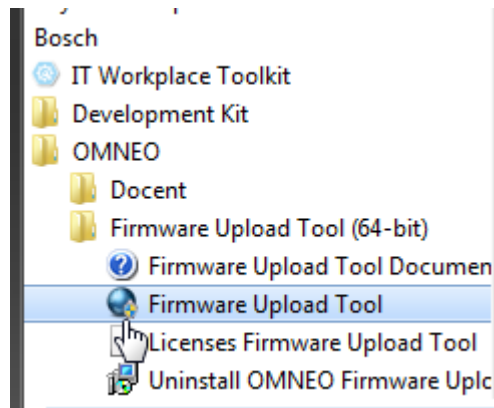 Bosch
IT Workplace Toolkit
Development Kit
OMNEO
Docent
Firmware Upload Tool (64-bit)
Firmware Upload Tool Documen
Firmware Upload Tool
Licenses Firmware Upload Tool
Uninstall OMNEO Firmware Uplo